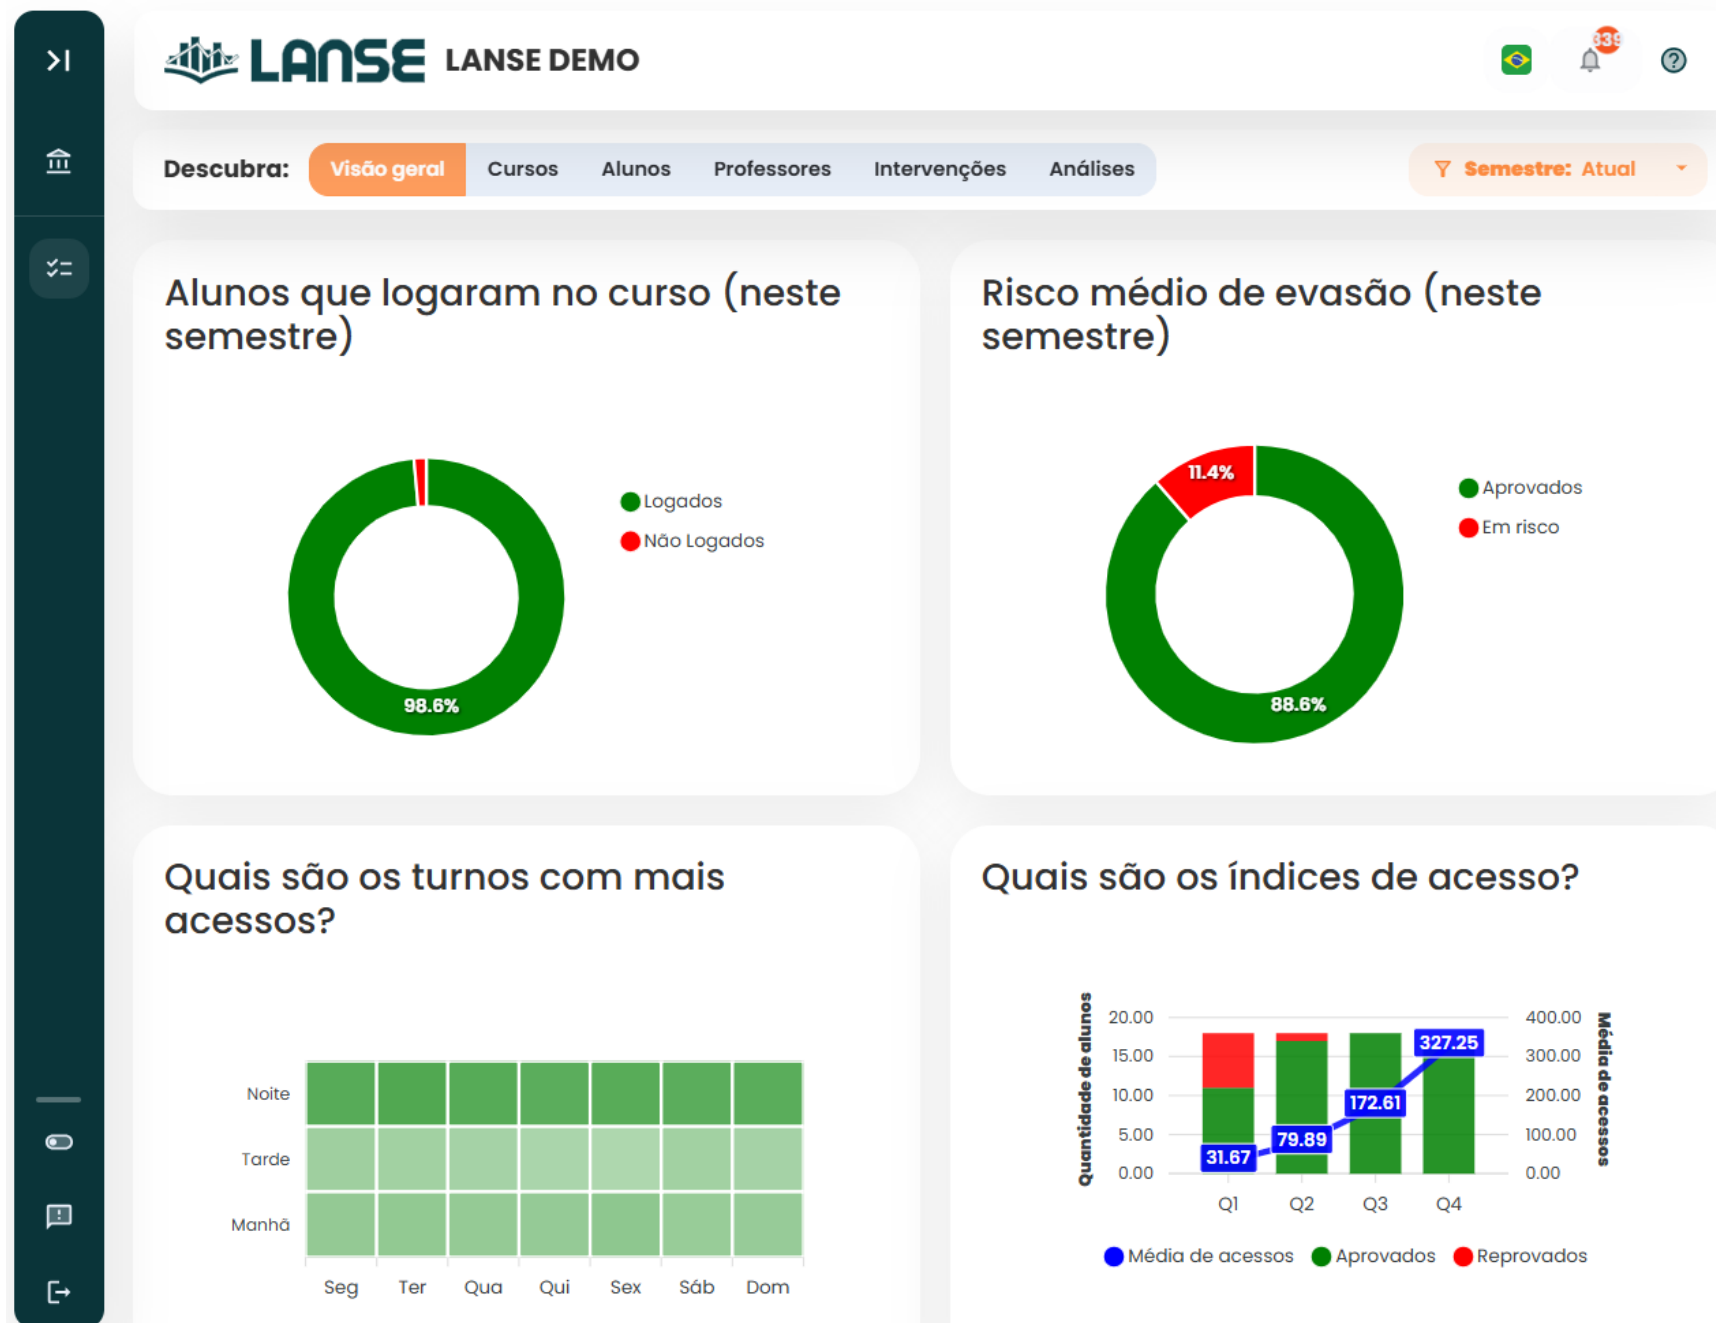 LANSE LANSE DEMO
339
Descubra: Visão geral Cursos Alunos Professores Intervenções Análises Semestre: Atual
Alunos que logaram no curso (neste
semestre)
98.6%
Logados
Não Logados
Risco médio de evasão (neste
semestre)
11.4%
88.6%
Aprovados
Em risco
Quais são os turnos com mais
acessos?
Noite
Tarde
Manhã
Seg Ter Qua Qui Sex Sáb Dom
Quais são os índices de acesso?
Quantidade de alunos
20.00
15.00
10.00
5.00
0.00
31.67
79.89
172.61
327.25
400.00
300.00
200.00
100.00
0.00
Média de acessos
Q1 Q2 Q3 Q4
Média de acessos Aprovados Reprovados